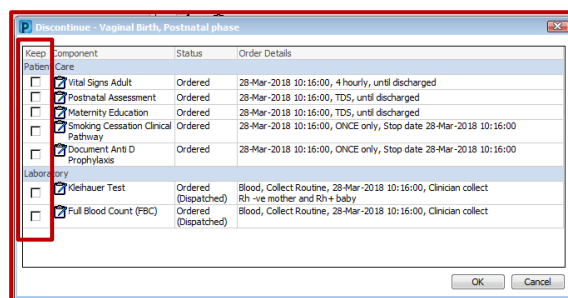 Discontinue - Vaginal Birth, Postnatal phase
Keep Component Status Order Details
Patient Care
Vital Signs Adult Ordered 28-Mar-2018 10:16:00, 4 hourly, until discharged
Postnatal Assessment Ordered 28-Mar-2018 10:16:00, TDS, until discharged
Maternity Education Ordered 28-Mar-2018 10:16:00, TDS, until discharged
Smoking Cessation Clinical Ordered 28-Mar-2018 10:16:00, ONCE only, Stop date 28-Mar-2018 10:16:00
Pathway
Document Anti D Ordered 28-Mar-2018 10:16:00, ONCE only, Stop date 28-Mar-2018 10:16:00
Prophylaxis
Laboratory
Kleihauer Test Ordered Blood, Collect Routine, 28-Mar-2018 10:16:00, Clinician collect
(Dispatched) Rh -ve mother and Rh+ baby
Full Blood Count (FBC) Ordered Blood, Collect Routine, 28-Mar-2018 10:16:00, Clinician collect
(Dispatched)
OK Cancel